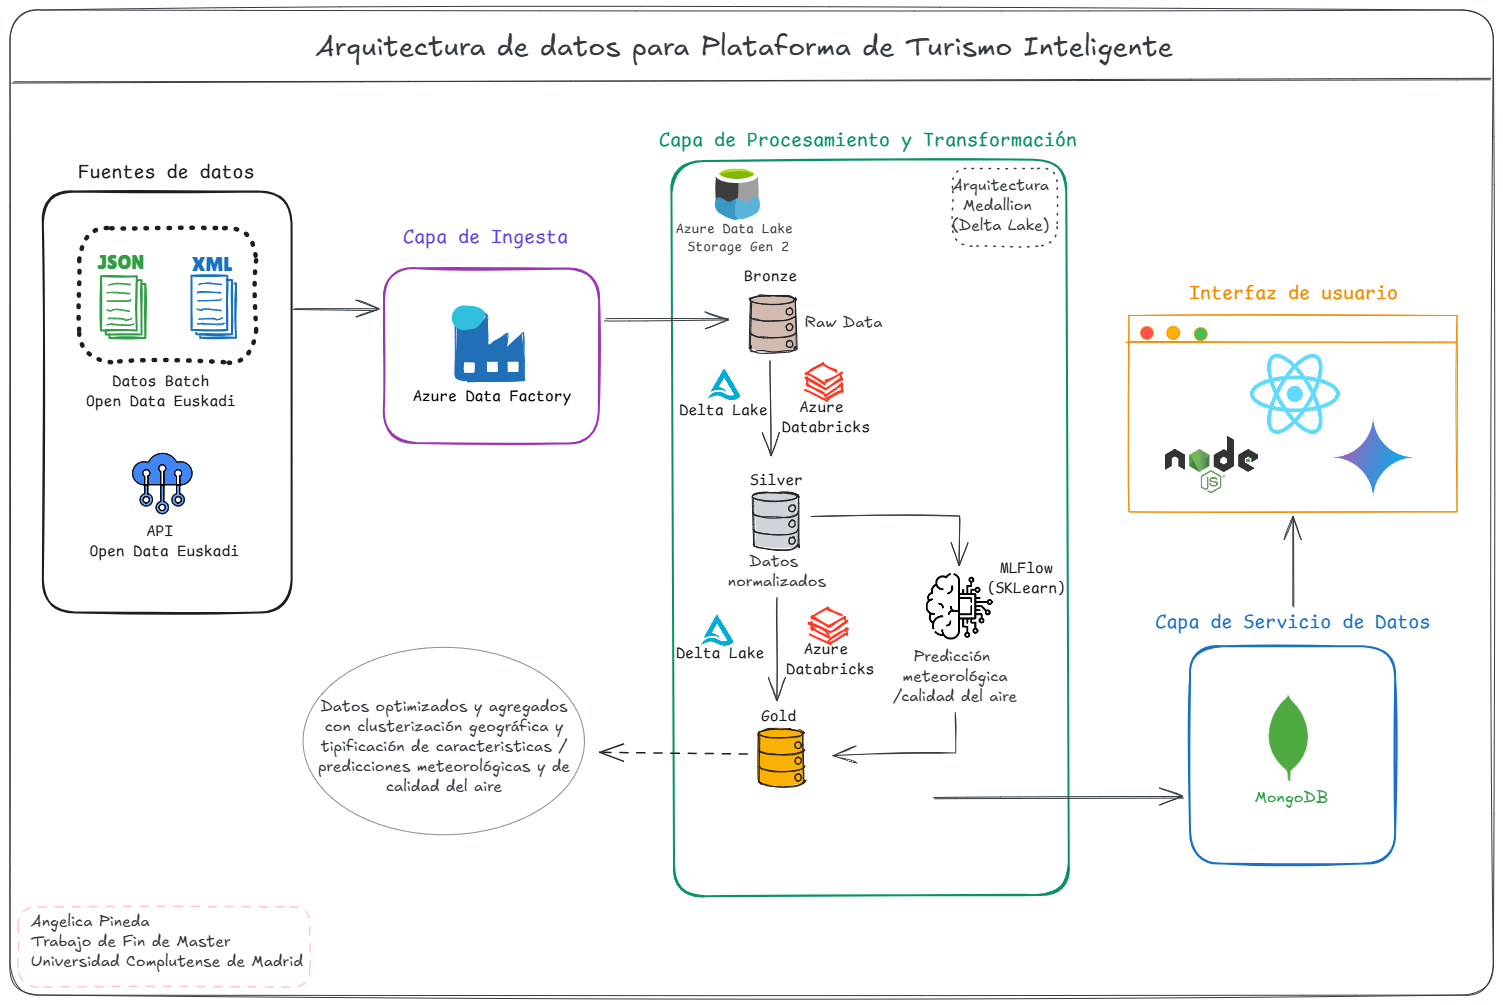 Arquitectura de datos para Plataforma de Turismo Inteligente
Fuentes de datos
JSON
XML
Datos Batch
Open Data Euskadi
API
Open Data Euskadi
Capa de Ingesta
Azure Data Factory
Capa de Procesamiento y Transformación
Azure Data Lake
Storage Gen 2
Arquitectura
Medallion
(Delta Lake)
Bronze
Raw Data
Delta Lake
Azure
Databricks
Silver
Datos
normalizados
MLFlow
(SKLearn)
Predicción
meteorológica
/calidad del aire
Delta Lake
Azure
Databricks
Gold
Datos optimizados y agregados
con clusterización geográfica y
tipificación de caracteristicas /
predicciones meteorológicas y de
calidad del aire
Interfaz de usuario
node
JS
Capa de Servicio de Datos
MongoDB
Angelica Pineda
Trabajo de Fin de Master
Universidad Complutense de Madrid